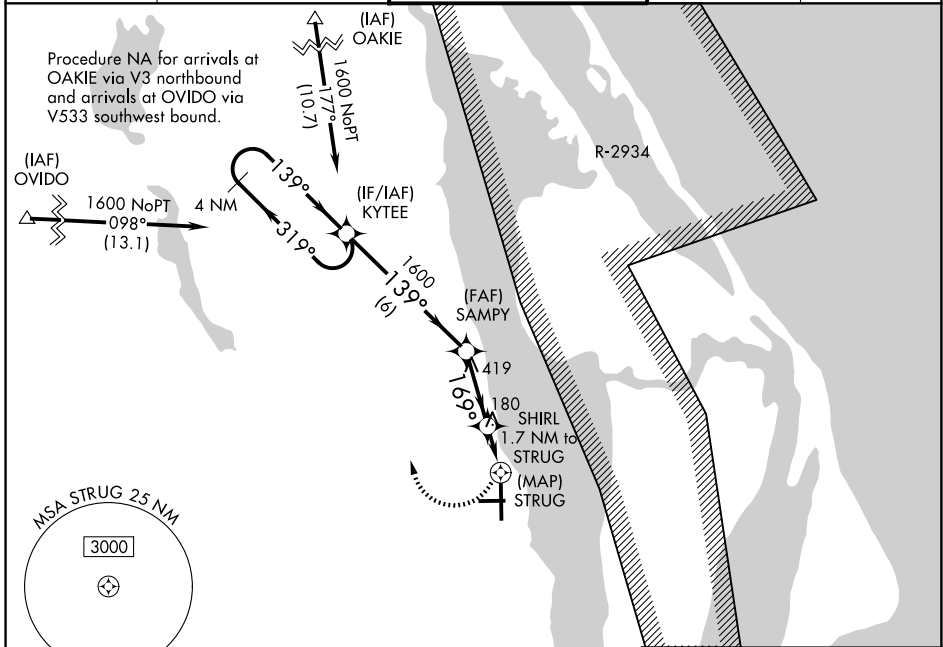 (IAF)
OAKIE
Procedure NA for arrivals at
OAKIE via V3 northbound
and arrivals at OVIDO via
V533 southwest bound.
1600 NoPT
177°
(10.7)
R-2934
(IAF)
OVIDO
1600 NoPT
098°
(13.1)
4 NM
139°
319°
(IF/IAF)
KYTEE
1600
139°
(6)
(FAF)
SAMPY
419
169°
180
SHIRL
1.7 NM to
STRUG
(MAP)
STRUG
MSA STRUG 25 NM
3000